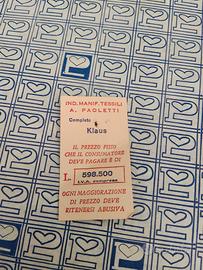 IND. MANIF. TESSILI
A. PAOLETTI
Completo
Klaus
IL PREZZO FISSO
CHE IL CONSUMATORE
DEVE PAGARE È DI
L. 598.500
I.V.A. compresa
OGNI MAGGIORAZIONE
DI PREZZO DEVE
RITENERSI ABUSIVA